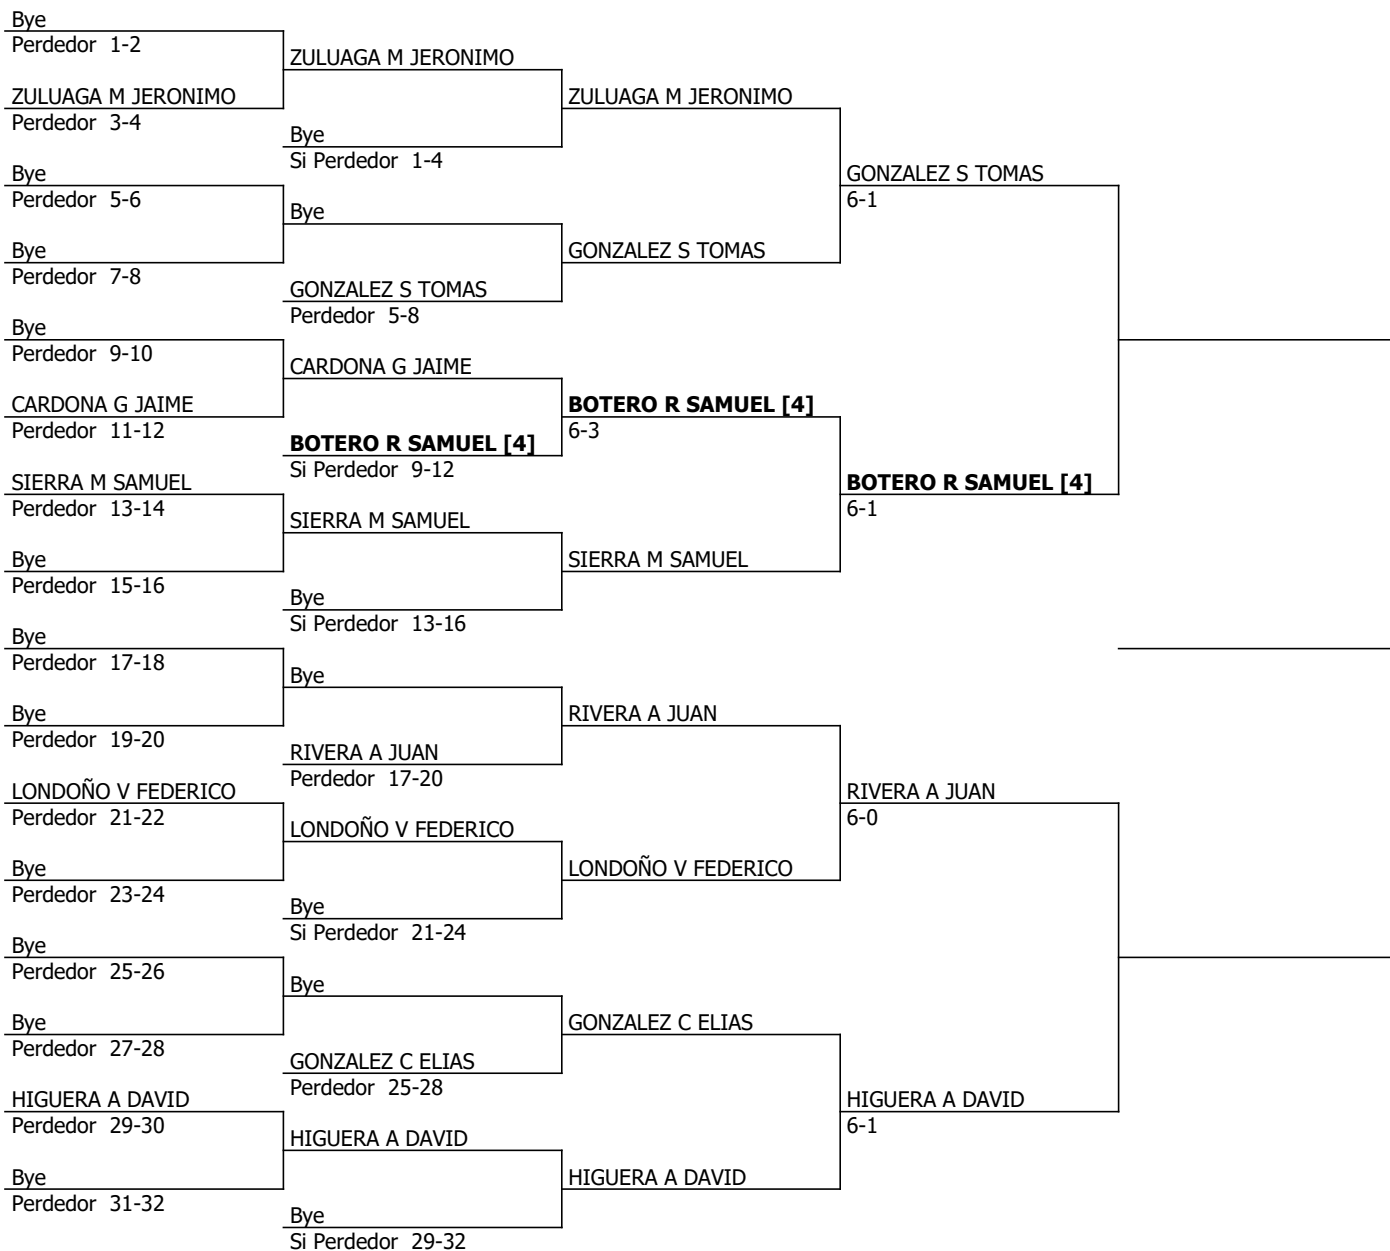 Bye
Perdedor 1-2
ZULUAGA M JERONIMO
ZULUAGA M JERONIMO
ZULUAGA M JERONIMO
Perdedor 3-4
Bye
Si Perdedor 1-4
Bye
GONZALEZ S TOMAS
Perdedor 5-6
6-1
Bye
Bye
GONZALEZ S TOMAS
Perdedor 7-8
GONZALEZ S TOMAS
Perdedor 5-8
Bye
Perdedor 9-10
CARDONA G JAIME
CARDONA G JAIME
BOTERO R SAMUEL [4]
Perdedor 11-12
6-3
BOTERO R SAMUEL [4]
Si Perdedor 9-12
SIERRA M SAMUEL
BOTERO R SAMUEL [4]
Perdedor 13-14
6-1
SIERRA M SAMUEL
Bye
SIERRA M SAMUEL
Perdedor 15-16
Bye
Si Perdedor 13-16
Bye
Perdedor 17-18
Bye
Bye
RIVERA A JUAN
Perdedor 19-20
RIVERA A JUAN
Perdedor 17-20
LONDOÑO V FEDERICO
RIVERA A JUAN
Perdedor 21-22
6-0
LONDOÑO V FEDERICO
Bye
LONDOÑO V FEDERICO
Perdedor 23-24
Bye
Si Perdedor 21-24
Bye
Perdedor 25-26
Bye
Bye
GONZALEZ C ELIAS
Perdedor 27-28
GONZALEZ C ELIAS
Perdedor 25-28
HIGUERA A DAVID
HIGUERA A DAVID
Perdedor 29-30
6-1
HIGUERA A DAVID
Bye
HIGUERA A DAVID
Perdedor 31-32
Bye
Si Perdedor 29-32